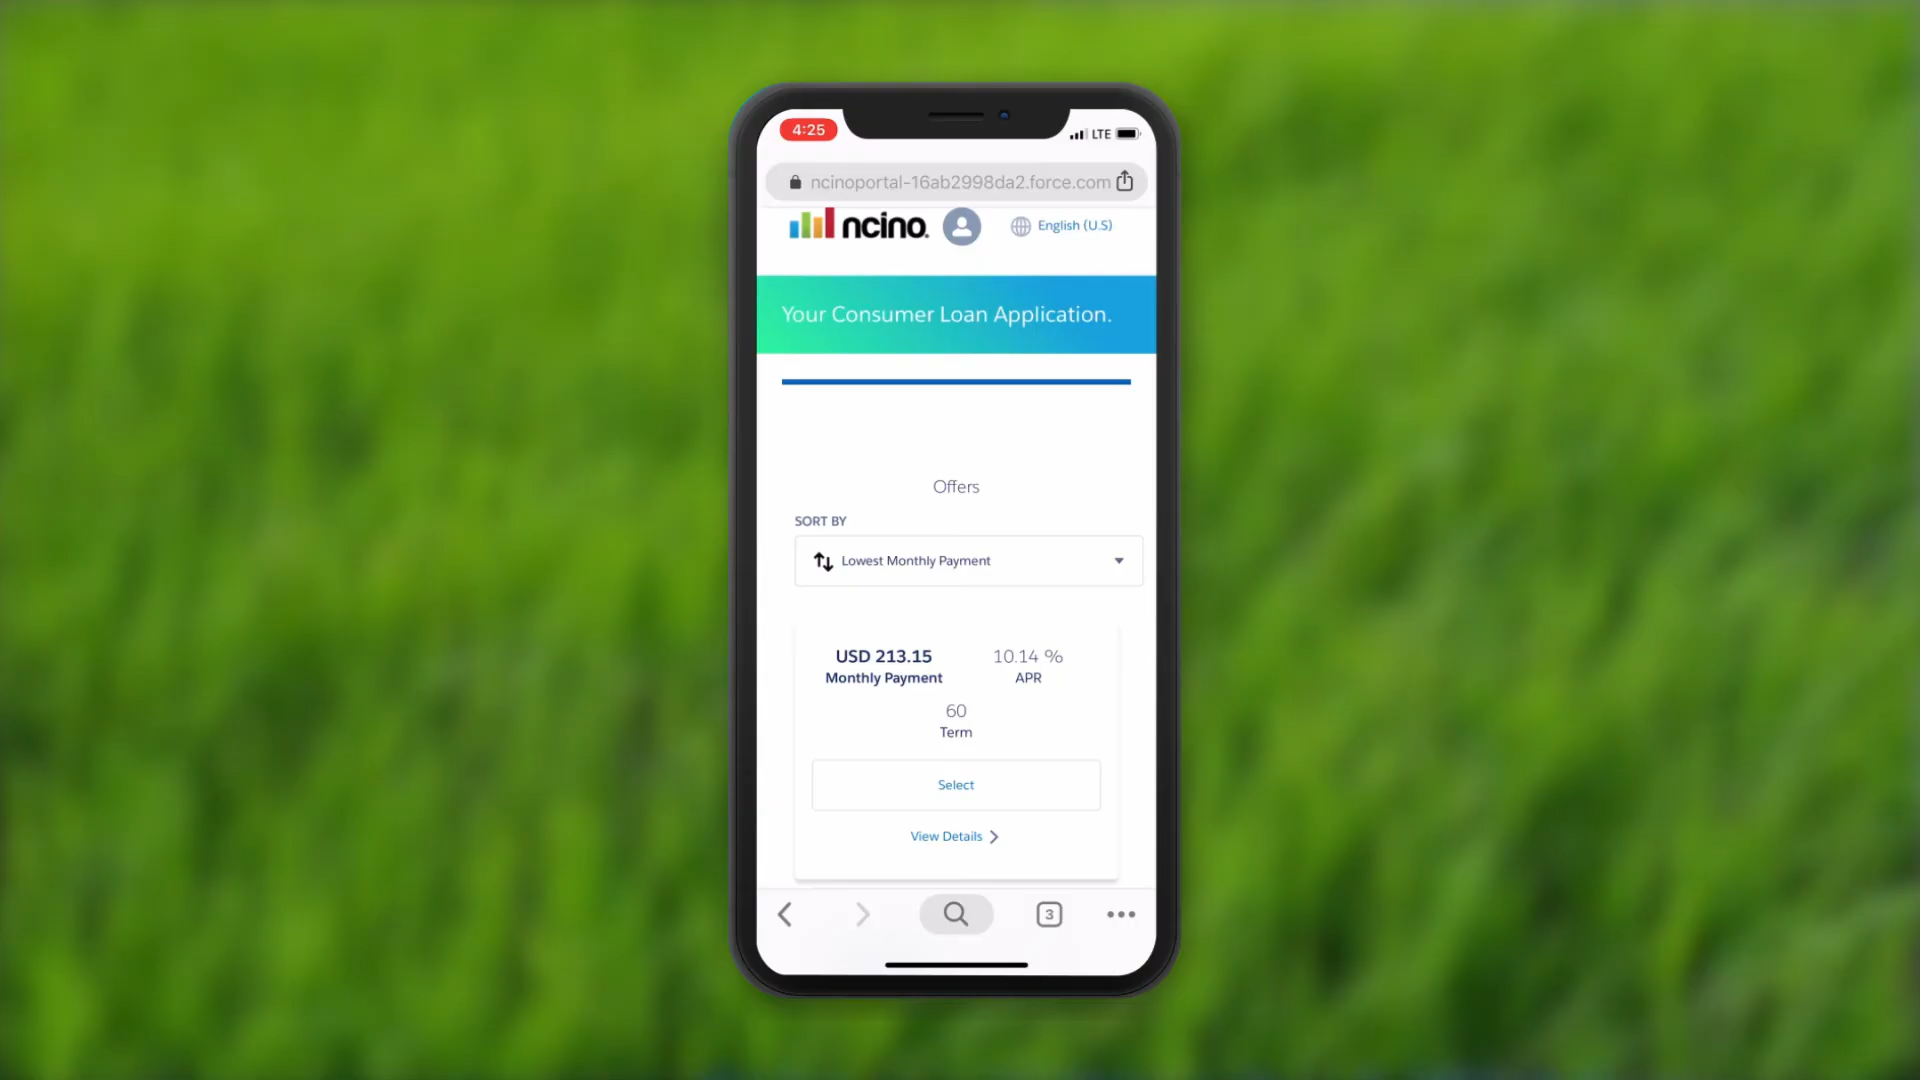 4:25
LTE
ncinoportal-16ab2998da2.force.com
ncino.
English (U.S)
Your Consumer Loan Application.
Offers
SORT BY
Lowest Monthly Payment
USD 213.15
10.14 %
Monthly Payment
APR
60
Term
Select
View Details
3